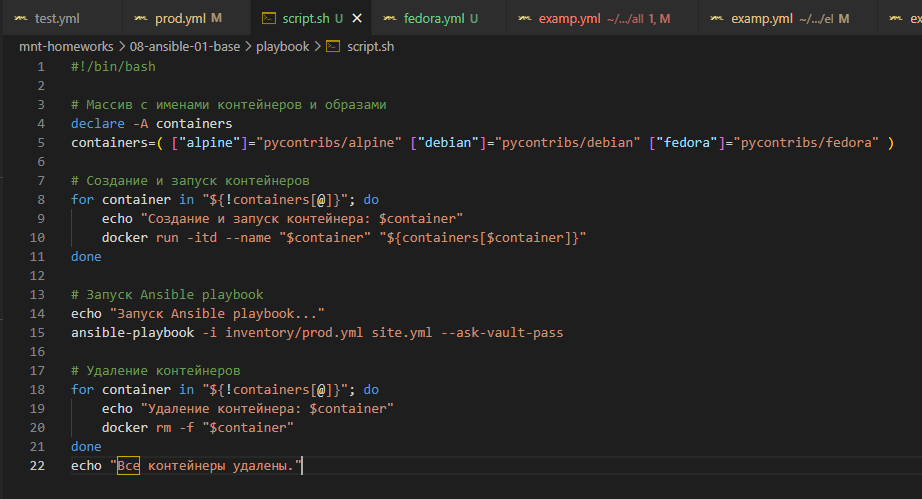 test.yml prod.yml M script.sh U fedora.yml U examp.yml ~/.../all 1, M examp.yml ~/.../el M ex
mnt-homeworks > 08-ansible-01-base > playbook > script.sh
1 #!/bin/bash
2
3 # Массив с именами контейнеров и образами
4 declare -A containers
5 containers=( ["alpine"]="pycontribs/alpine" ["debian"]="pycontribs/debian" ["fedora"]="pycontribs/fedora" )
6
7 # Создание и запуск контейнеров
8 for container in "${!containers[@]}"; do
9     echo "Создание и запуск контейнера: $container"
10     docker run -itd --name "$container" "${containers[$container]}"
11 done
12
13 # Запуск Ansible playbook
14 echo "Запуск Ansible playbook..."
15 ansible-playbook -i inventory/prod.yml site.yml --ask-vault-pass
16
17 # Удаление контейнеров
18 for container in "${!containers[@]}"; do
19     echo "Удаление контейнера: $container"
20     docker rm -f "$container"
21 done
22 echo "Все контейнеры удалены."